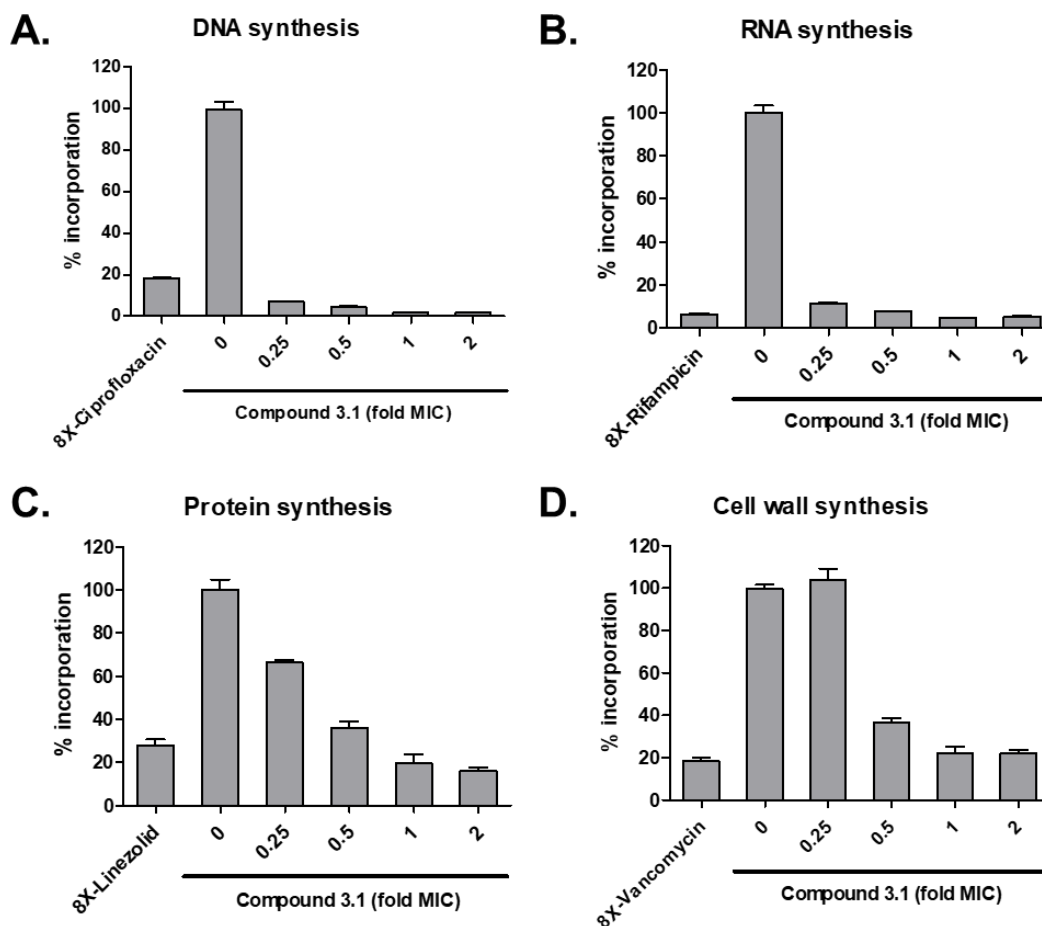 A.
DNA synthesis
% incorporation
120
100
80
60
40
20
0
8X-Ciprofloxacin
0
0.25
0.5
1
2
Compound 3.1 (fold MIC)
B.
RNA synthesis
% incorporation
120
100
80
60
40
20
0
8X-Rifampicin
0
0.25
0.5
1
2
Compound 3.1 (fold MIC)
C.
Protein synthesis
% incorporation
120
100
80
60
40
20
0
8X-Linezolid
0
0.25
0.5
1
2
Compound 3.1 (fold MIC)
D.
Cell wall synthesis
% incorporation
120
100
80
60
40
20
0
8X-Vancomycin
0
0.25
0.5
1
2
Compound 3.1 (fold MIC)